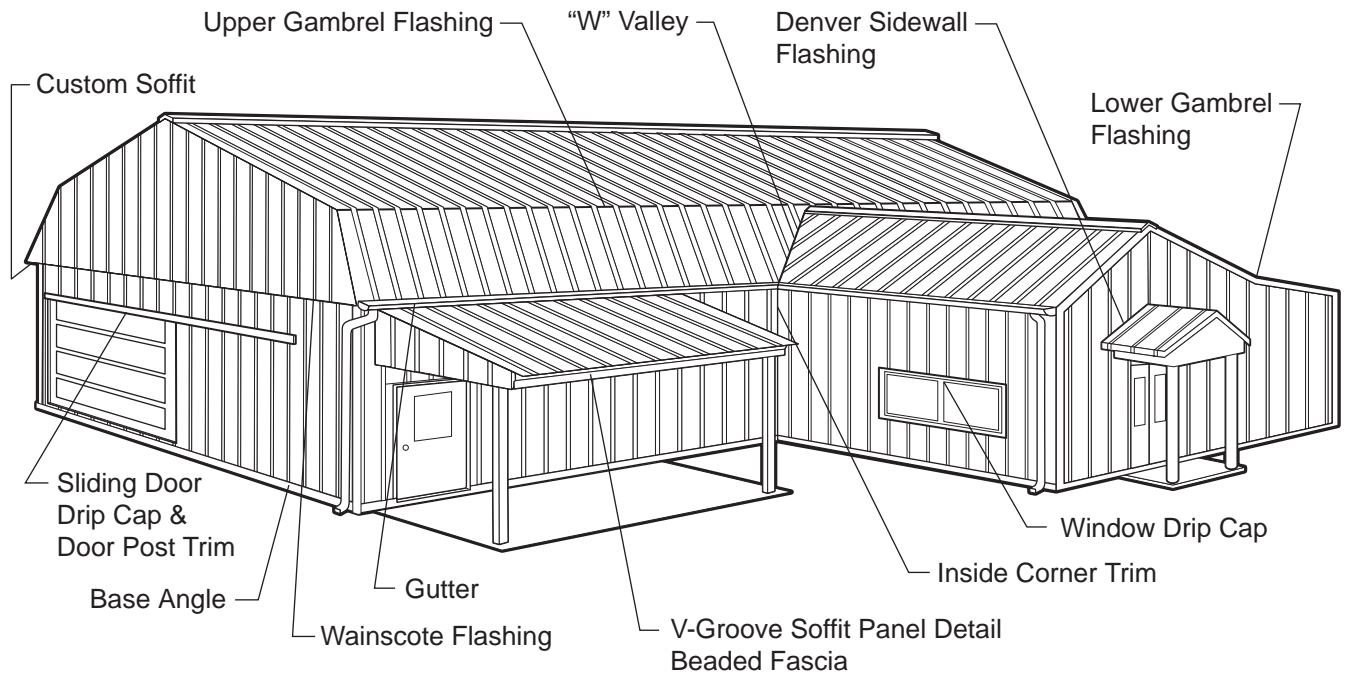 Upper Gambrel Flashing
“W” Valley
Denver Sidewall
Flashing
Custom Soffit
Lower Gambrel
Flashing
Sliding Door
Drip Cap &
Door Post Trim
Window Drip Cap
Inside Corner Trim
Base Angle
Gutter
Wainscote Flashing
V-Groove Soffit Panel Detail
Beaded Fascia